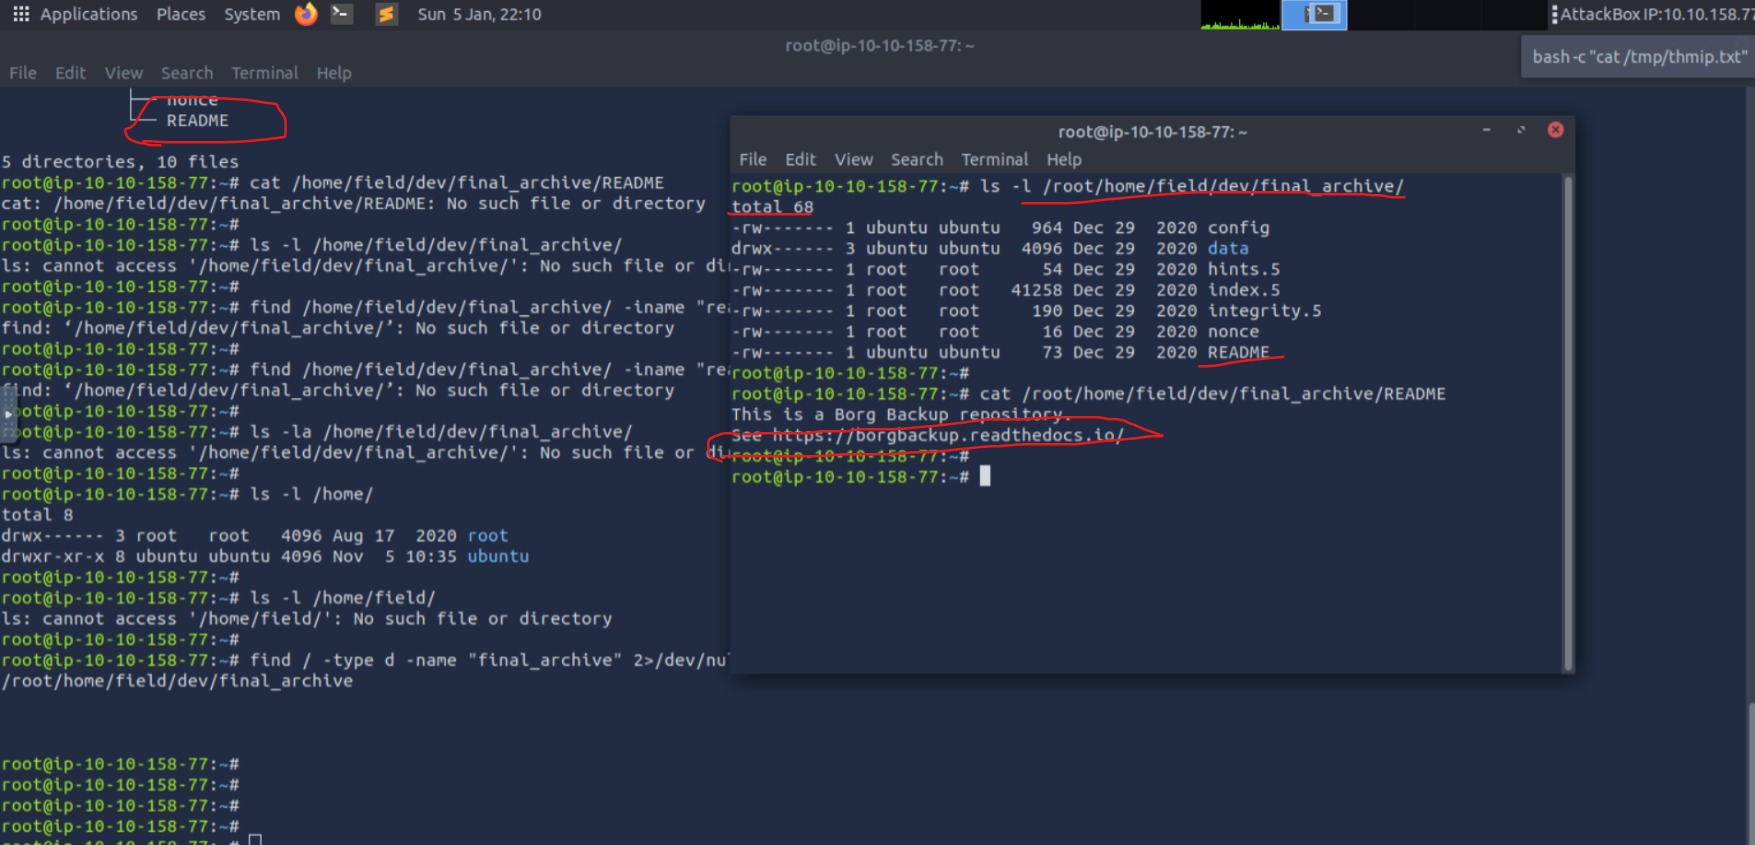 Applications Places System Sun 5 Jan, 22:10 AttackBox IP:10.10.158.77
root@ip-10-10-158-77: ~
bash -c "cat /tmp/thmip.txt"
File Edit View Search Terminal Help
nonce
README
5 directories, 10 files
root@ip-10-10-158-77:~# cat /home/field/dev/final_archive/README
cat: /home/field/dev/final_archive/README: No such file or directory
root@ip-10-10-158-77:~#
root@ip-10-10-158-77:~# ls -l /home/field/dev/final_archive/
ls: cannot access '/home/field/dev/final_archive/': No such file or di
root@ip-10-10-158-77:~#
root@ip-10-10-158-77:~# find /home/field/dev/final_archive/ -iname "re
find: ‘/home/field/dev/final_archive/’: No such file or directory
root@ip-10-10-158-77:~#
root@ip-10-10-158-77:~# find /home/field/dev/final_archive/ -iname "re
find: ‘/home/field/dev/final_archive/’: No such file or directory
root@ip-10-10-158-77:~#
root@ip-10-10-158-77:~# ls -la /home/field/dev/final_archive/
ls: cannot access '/home/field/dev/final_archive/': No such file or di
root@ip-10-10-158-77:~#
root@ip-10-10-158-77:~# ls -l /home/
total 8
drwx------ 3 root root 4096 Aug 17 2020 root
drwxr-xr-x 8 ubuntu ubuntu 4096 Nov 5 10:35 ubuntu
root@ip-10-10-158-77:~#
root@ip-10-10-158-77:~# ls -l /home/field/
ls: cannot access '/home/field/': No such file or directory
root@ip-10-10-158-77:~#
root@ip-10-10-158-77:~# find / -type d -name "final_archive" 2>/dev/nu
/root/home/field/dev/final_archive
root@ip-10-10-158-77:~#
root@ip-10-10-158-77:~#
root@ip-10-10-158-77:~#
root@ip-10-10-158-77:~#
root@ip-10-10-158-77: ~
File Edit View Search Terminal Help
root@ip-10-10-158-77:~# ls -l /root/home/field/dev/final_archive/
total 68
-rw------- 1 ubuntu ubuntu 964 Dec 29 2020 config
drwx------ 3 ubuntu ubuntu 4096 Dec 29 2020 data
-rw------- 1 root root 54 Dec 29 2020 hints.5
-rw------- 1 root root 41258 Dec 29 2020 index.5
-rw------- 1 root root 190 Dec 29 2020 integrity.5
-rw------- 1 root root 16 Dec 29 2020 nonce
-rw------- 1 ubuntu ubuntu 73 Dec 29 2020 README
root@ip-10-10-158-77:~#
root@ip-10-10-158-77:~# cat /root/home/field/dev/final_archive/README
This is a Borg Backup repository.
See https://borgbackup.readthedocs.io/
root@ip-10-10-158-77:~#
root@ip-10-10-158-77:~#